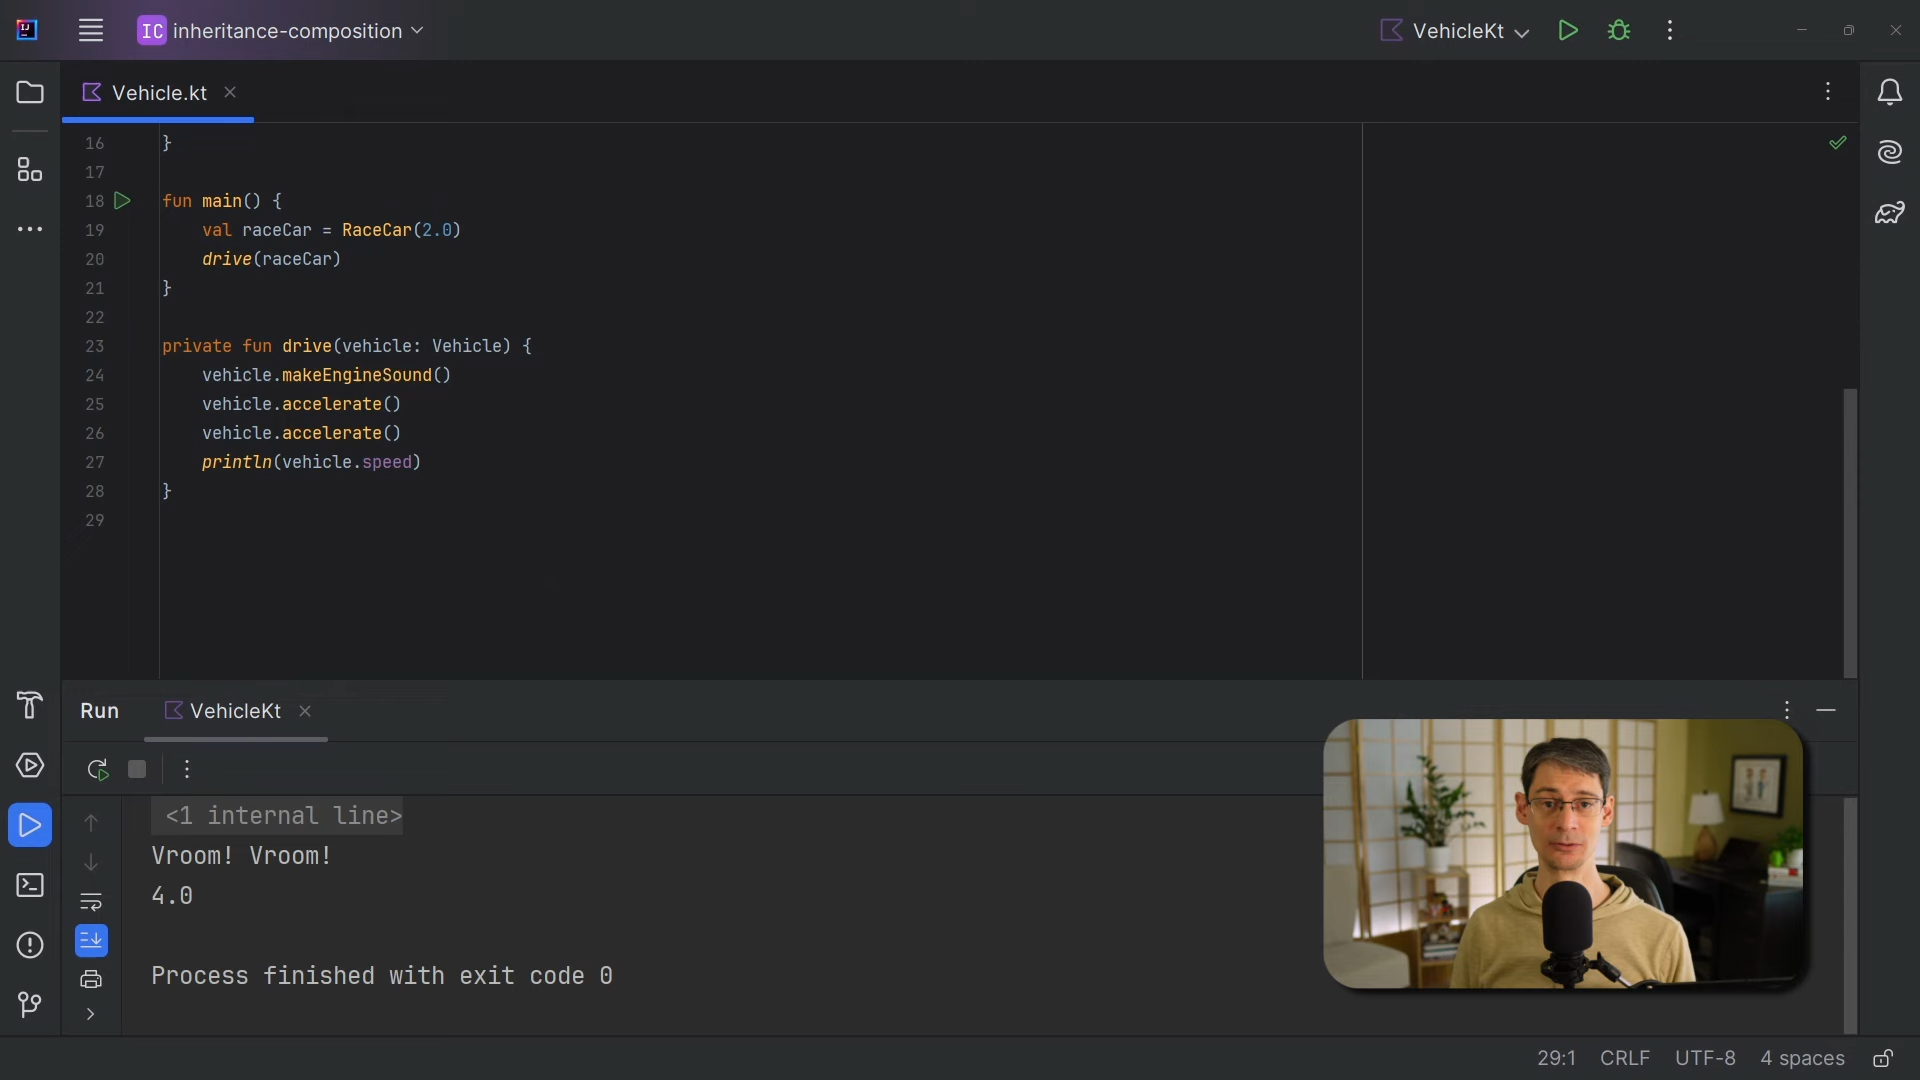 IJ
IC inheritance-composition
VehicleKt
Vehicle.kt
16 }
17
18 fun main() {
19 val raceCar = RaceCar(2.0)
20 drive(raceCar)
21 }
22
23 private fun drive(vehicle: Vehicle) {
24 vehicle.makeEngineSound()
25 vehicle.accelerate()
26 vehicle.accelerate()
27 println(vehicle.speed)
28 }
29
Run VehicleKt
<1 internal line>
Vroom! Vroom!
4.0
Process finished with exit code 0
29:1 CRLF UTF-8 4 spaces